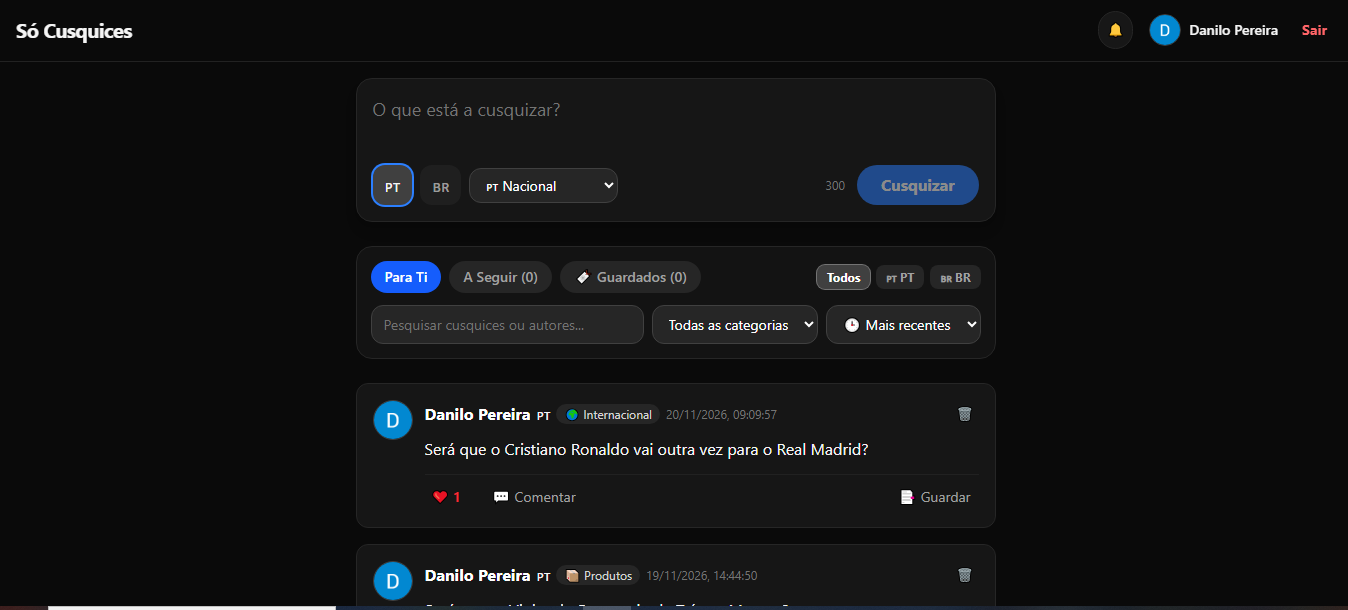 Só Cusquices
D Danilo Pereira Sair
O que está a cusquizar?
PT BR PT Nacional 300 Cusquizar
Para Ti A Seguir (0) Guardados (0) Todos PT PT BR BR
Pesquisar cusquices ou autores... Todas as categorias Mais recentes
D Danilo Pereira PT Internacional 20/11/2026, 09:09:57
Será que o Cristiano Ronaldo vai outra vez para o Real Madrid?
1 Comentar Guardar
D Danilo Pereira PT Produtos 19/11/2026, 14:44:50